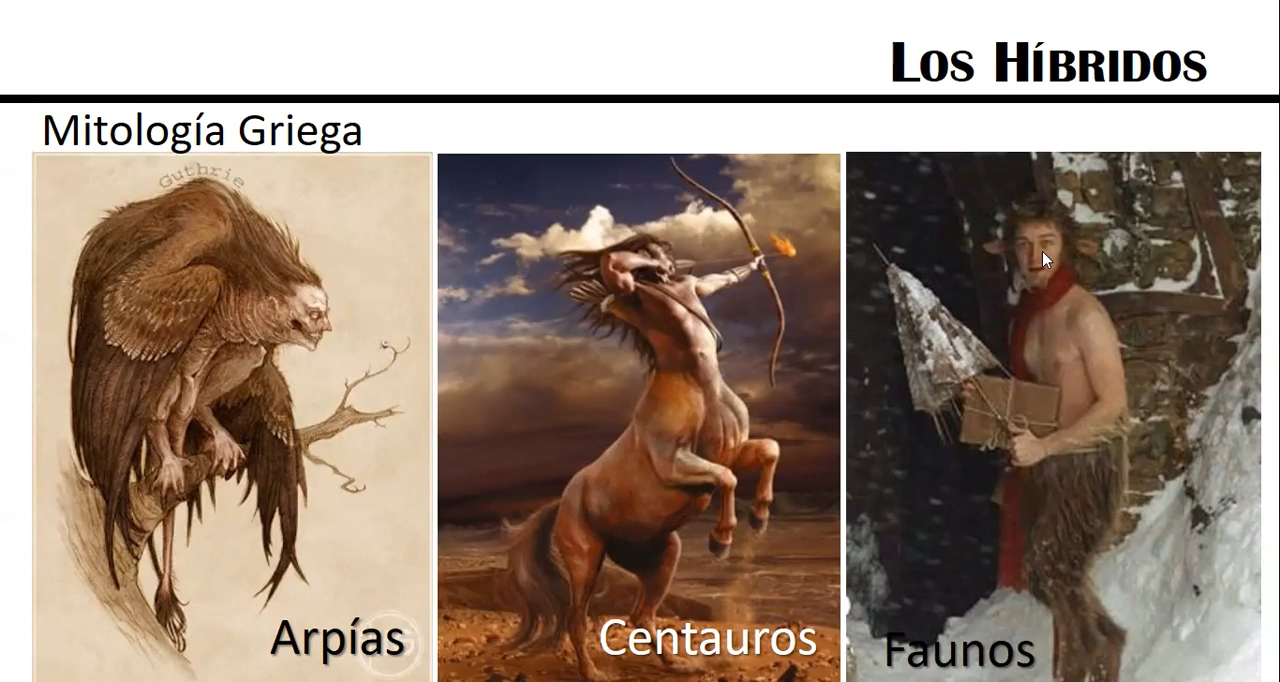 Los Híbridos
Mitología Griega
Guthrie
Arpías
Centauros
Faunos